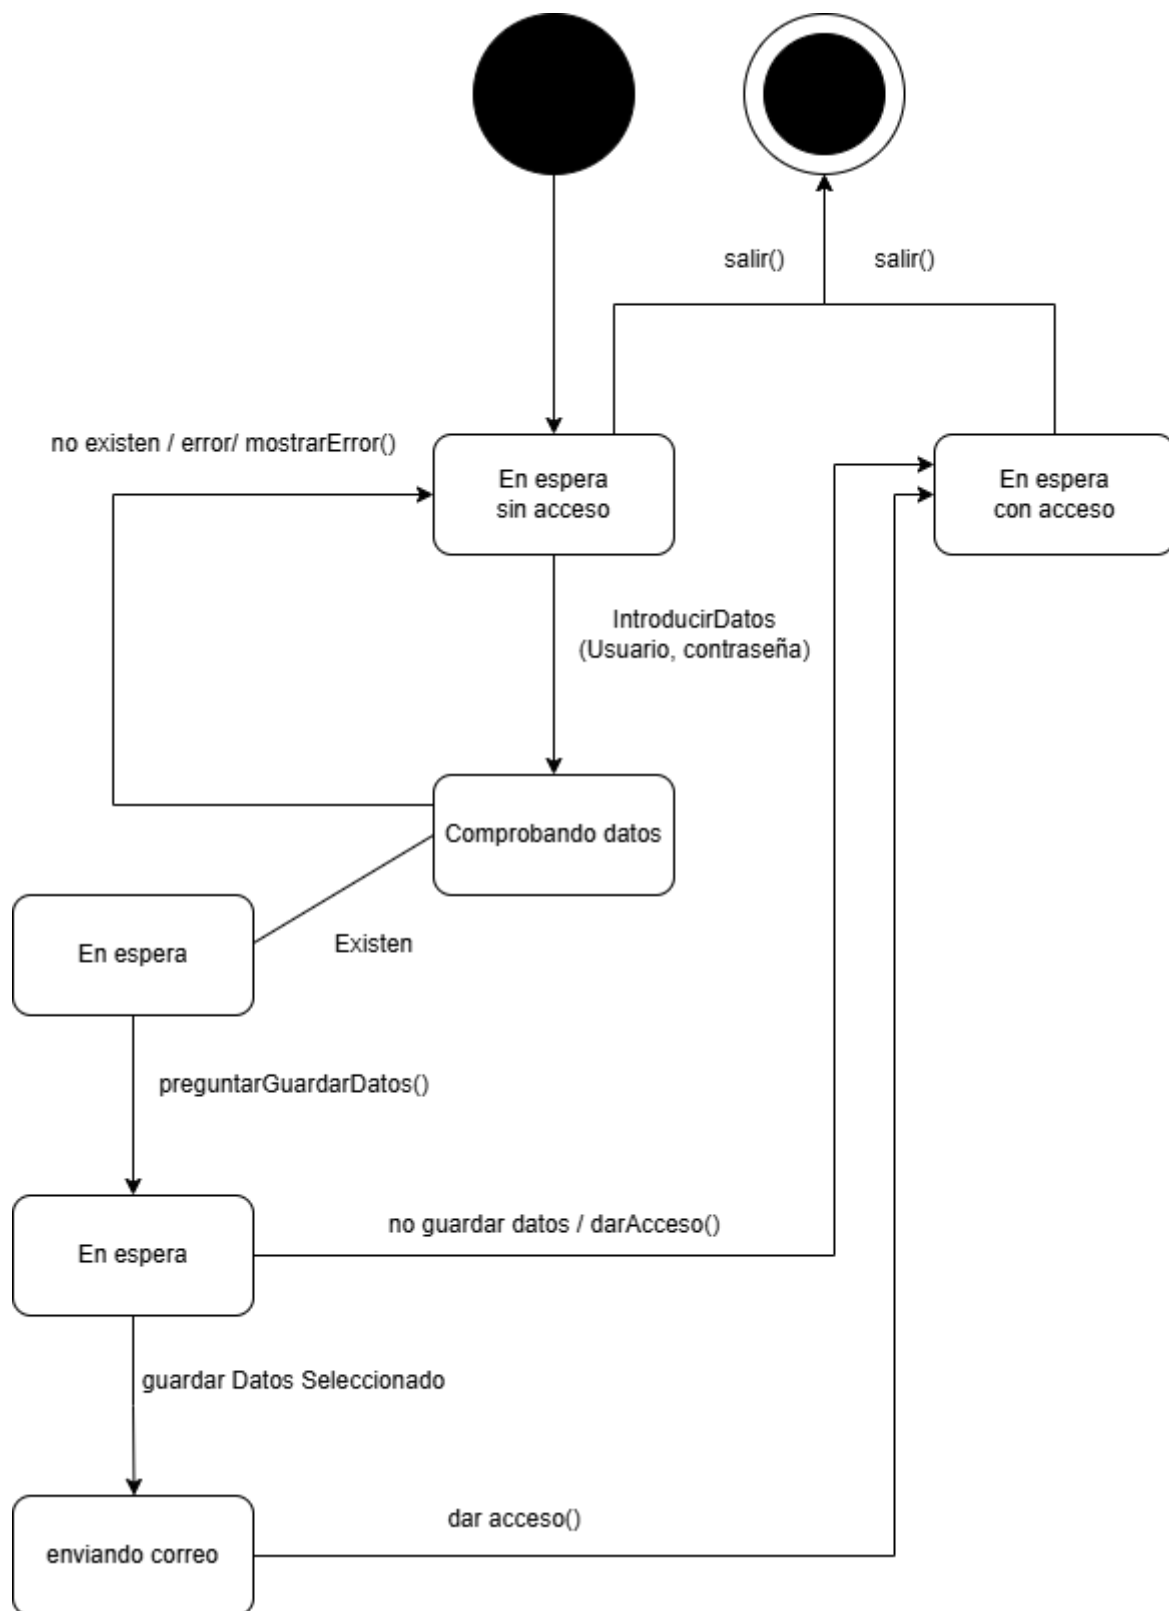 salir()
salir()
no existen / error/ mostrarError()
En espera
sin acceso
En espera
con acceso
IntroducirDatos
(Usuario, contraseña)
Comprobando datos
En espera
Existen
preguntarGuardarDatos()
no guardar datos / darAcceso()
En espera
guardar Datos Seleccionado
dar acceso()
enviando correo